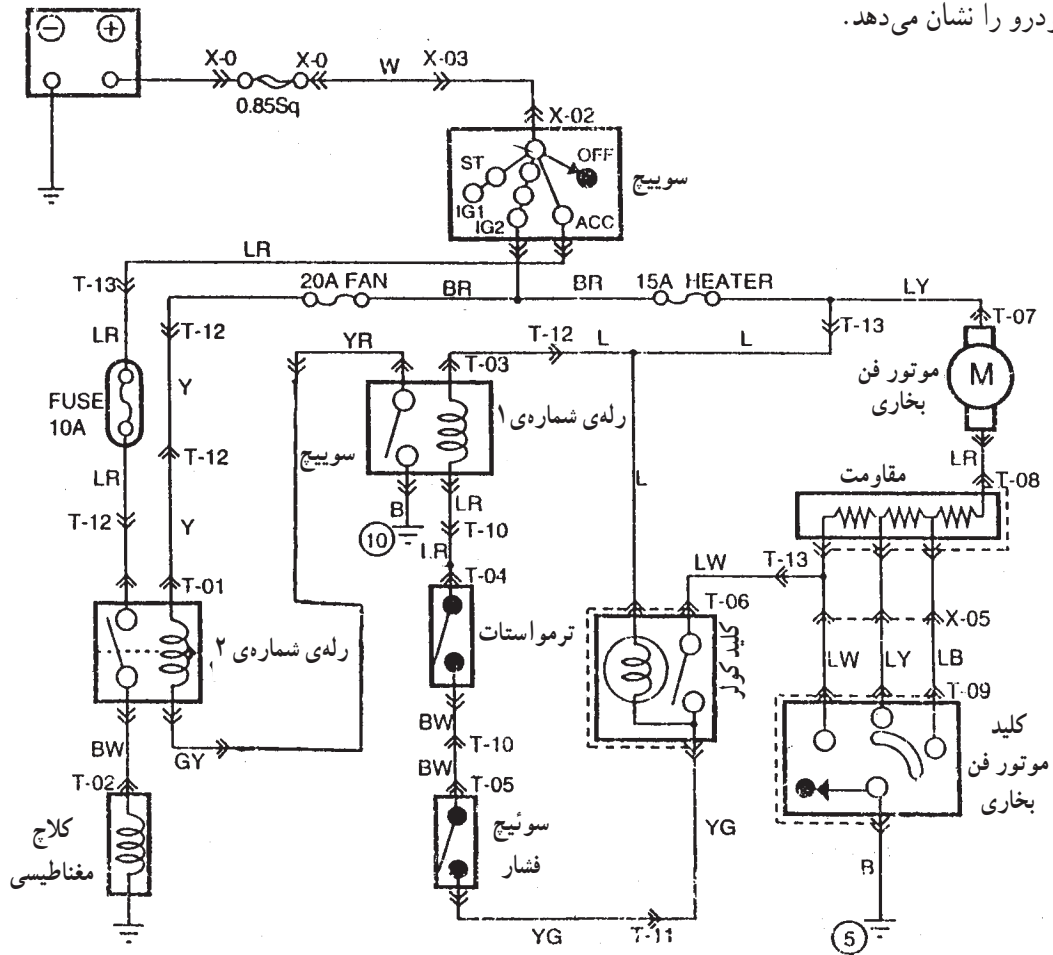 ردرو را نشان می‌دهد.
− +
X-0 X-0 W X-03
0.85Sq
X-02
ST OFF
IG1
IG2 ACC
سوییچ
LR
T-13 20A FAN BR BR 15A HEATER LY
T-12 T-13 T-07
LR YR T-12 L L
T-03
FUSE
10A
Y
رله‌ی شماره‌ی ۱
موتور فن
بخاری
M
سوییچ
T-12
LR LR
T-08
مقاومت
B LR
T-12 Y 10 T-10
L
LR
LW T-13
T-04 T-06
T-01
X-05
ترمواستات
کلید کولر
رله‌ی شماره‌ی ۲
LW LY LB
T-09
BW
T-10
BW
T-05
BW GY
T-02
کلید
موتور فن
بخاری
کلاچ
مغناطیسی
سوئیچ
فشار
YG
B
YG T-11
5